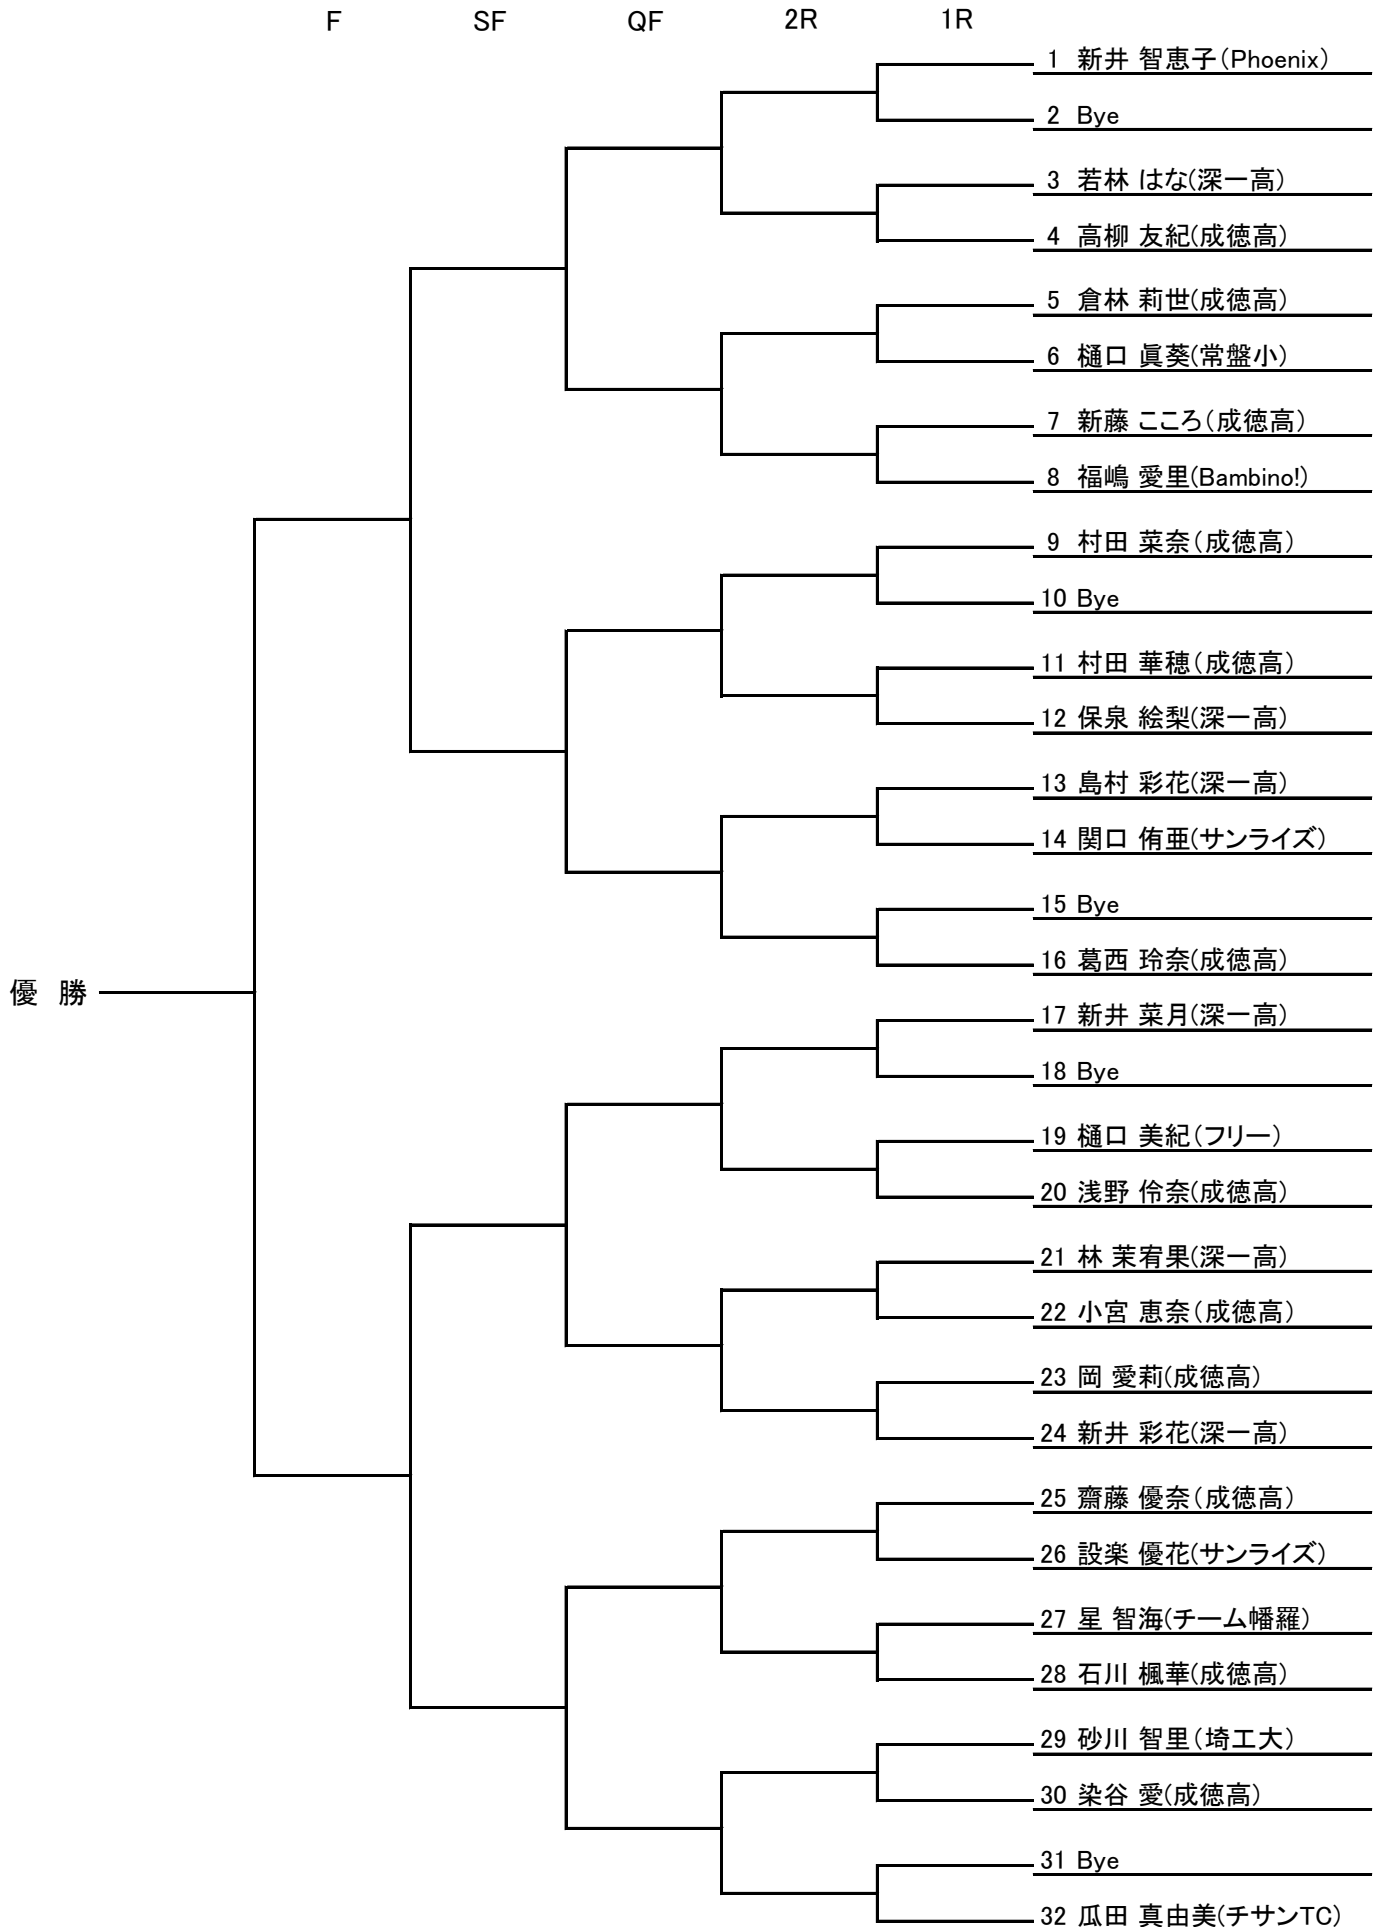 F SF QF 2R 1R
1 新井 智恵子（Phoenix）
2 Bye
3 若林 はな(深一高)
4 高柳 友紀(成徳高)
5 倉林 莉世(成徳高)
6 樋口 眞葵(常盤小)
7 新藤 こころ（成徳高）
8 福嶋 愛里(Bambino!)
9 村田 菜奈（成徳高）
10 Bye
11 村田 華穂（成徳高）
12 保泉 絵梨(深一高)
13 島村 彩花(深一高)
14 関口 侑亜(サンライズ)
15 Bye
16 葛西 玲奈(成徳高)
優 勝
17 新井 菜月(深一高)
18 Bye
19 樋口 美紀（フリー）
20 浅野 伶奈(成徳高)
21 林 茉宥果(深一高)
22 小宮 恵奈（成徳高）
23 岡 愛莉(成徳高)
24 新井 彩花(深一高)
25 齋藤 優奈（成徳高）
26 設楽 優花(サンライズ)
27 星 智海(チーム幡羅)
28 石川 楓華(成徳高)
29 砂川 智里（埼工大）
30 染谷 愛(成徳高)
31 Bye
32 瓜田 真由美(チサンTC)